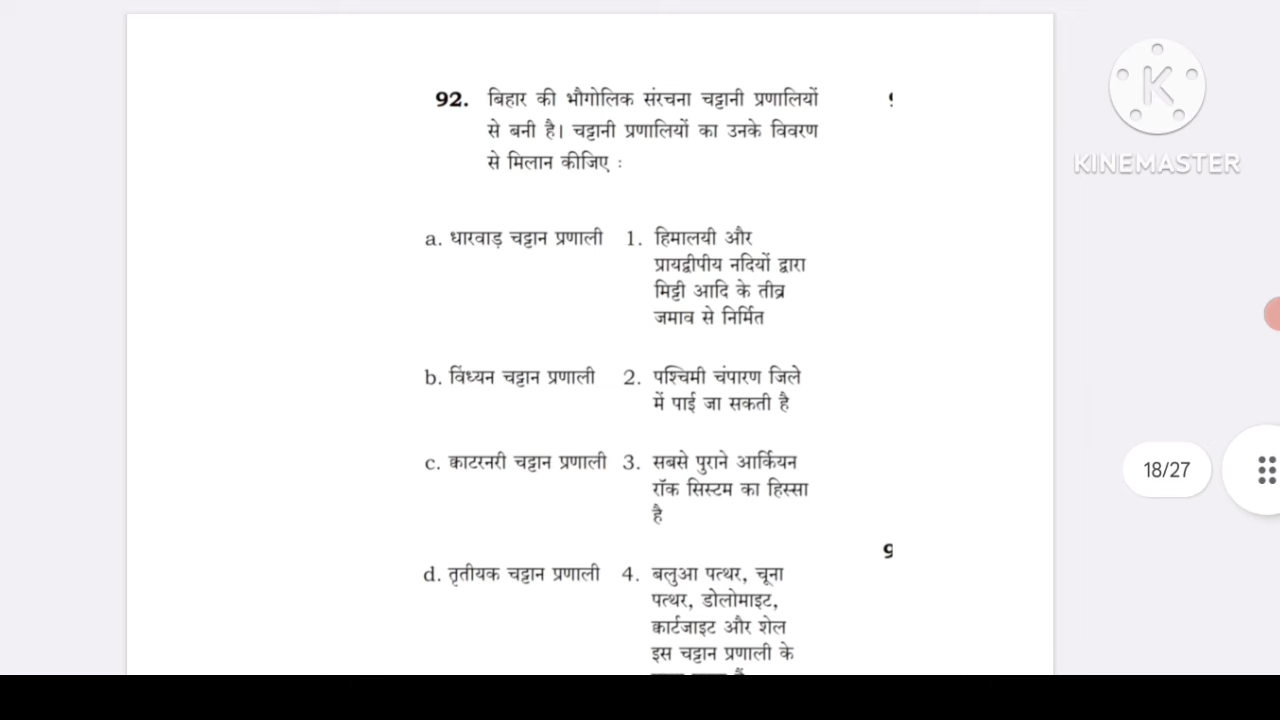 92. बिहार की भौगोलिक संरचना चट्टानी प्रणालियों
से बनी है। चट्टानी प्रणालियों का उनके विवरण
से मिलान कीजिए :
a. धारवाड़ चट्टान प्रणाली 1. हिमालयी और
प्रायद्वीपीय नदियों द्वारा
मिट्टी आदि के तीव्र
जमाव से निर्मित
b. विंध्यन चट्टान प्रणाली 2. पश्चिमी चंपारण जिले
में पाई जा सकती है
c. क्वाटरनरी चट्टान प्रणाली 3. सबसे पुराने आर्कियन
रॉक सिस्टम का हिस्सा
है
d. तृतीयक चट्टान प्रणाली 4. बलुआ पत्थर, चूना
पत्थर, डोलोमाइट,
क्वार्टजाइट और शेल
इस चट्टान प्रणाली के
KINEMASTER
18/27